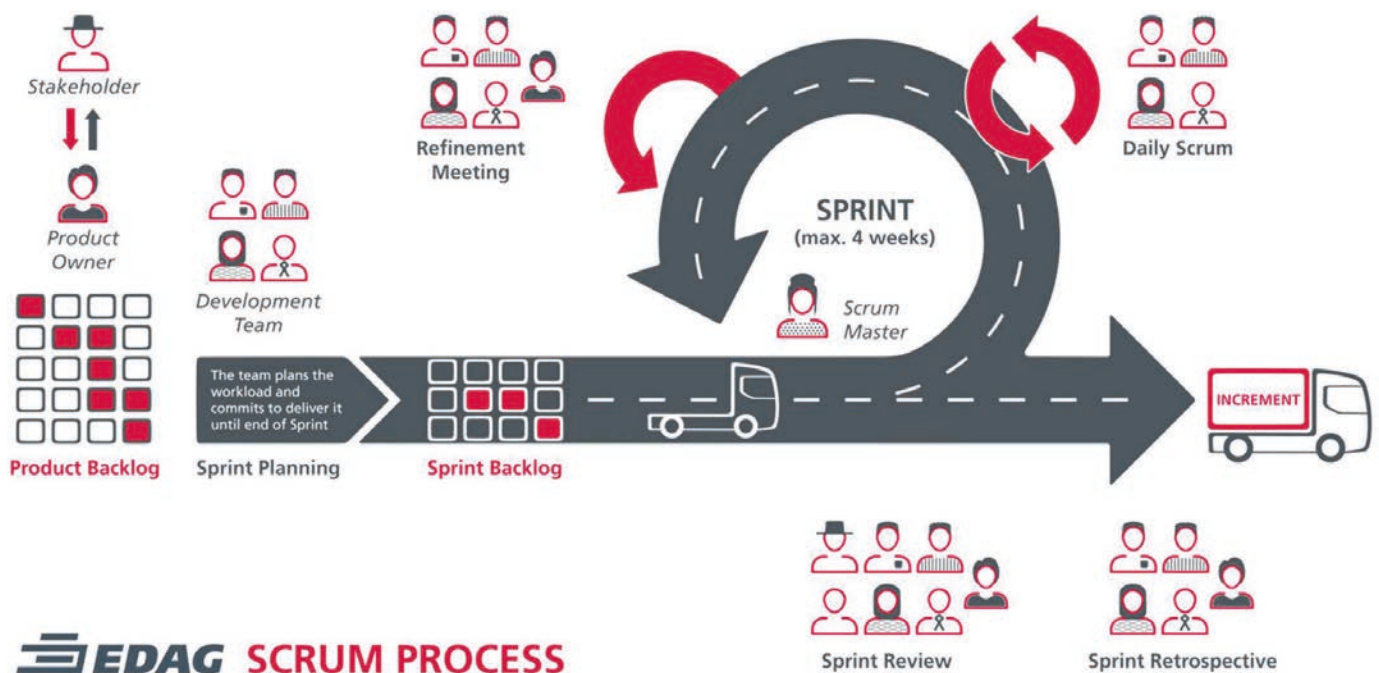 Stakeholder
Product
Owner
Development
Team
Refinement
Meeting
Daily Scrum
SPRINT
(max. 4 weeks)
Scrum
Master
The team plans the
workload and
commits to deliver it
until end of Sprint
INCREMENT
Product Backlog
Sprint Planning
Sprint Backlog
Sprint Review
Sprint Retrospective
EDAG SCRUM PROCESS